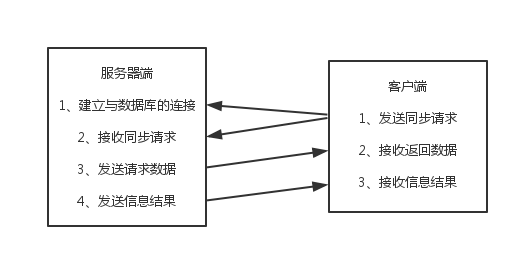 服务器端
1、建立与数据库的连接
2、接收同步请求
3、发送请求数据
4、发送信息结果
客户端
1、发送同步请求
2、接收返回数据
3、接收信息结果